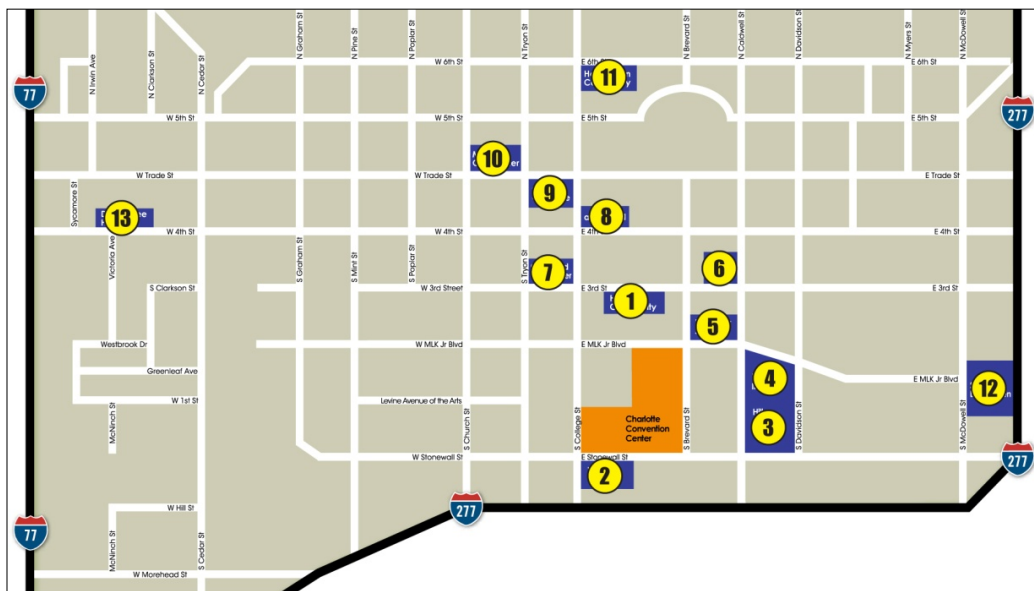 N Irwin Ave
N Clarkson St
N Cedar St
N Graham St
N Pine St
N Poplar St
N Tryon St
N Brevard St
N Caldwell St
N Davidson St
N Myers St
N McDowell St
W 6th St
E 6th St
E 6th St
11
77
277
W 5th St
E 5th St
E 5th St
10
W Trade St
W Trade St
E Trade St
9
Sycamore St
13
8
W 4th St
W 4th St
E 4th St
E 4th St
Victoria Ave
S Graham St
S Mint St
S Poplar St
S Tryon St
7
6
S Clarkson St
W 3rd Street
E 3rd St
E 3rd St
1
5
Westbrook Dr
W MLK Jr Blvd
E MLK Jr Blvd
Greenleaf Ave
4
E MLK Jr Blvd
12
W 1st St
Levine Avenue of the Arts
McNinch St
S Church St
S College St
Charlotte
Convention
Center
S Brevard St
3
S Davidson St
S McDowell St
W Stonewall St
E Stonewall St
277
2
W Hill St
277
77
McNinch St
S Cedar St
W Morehead St